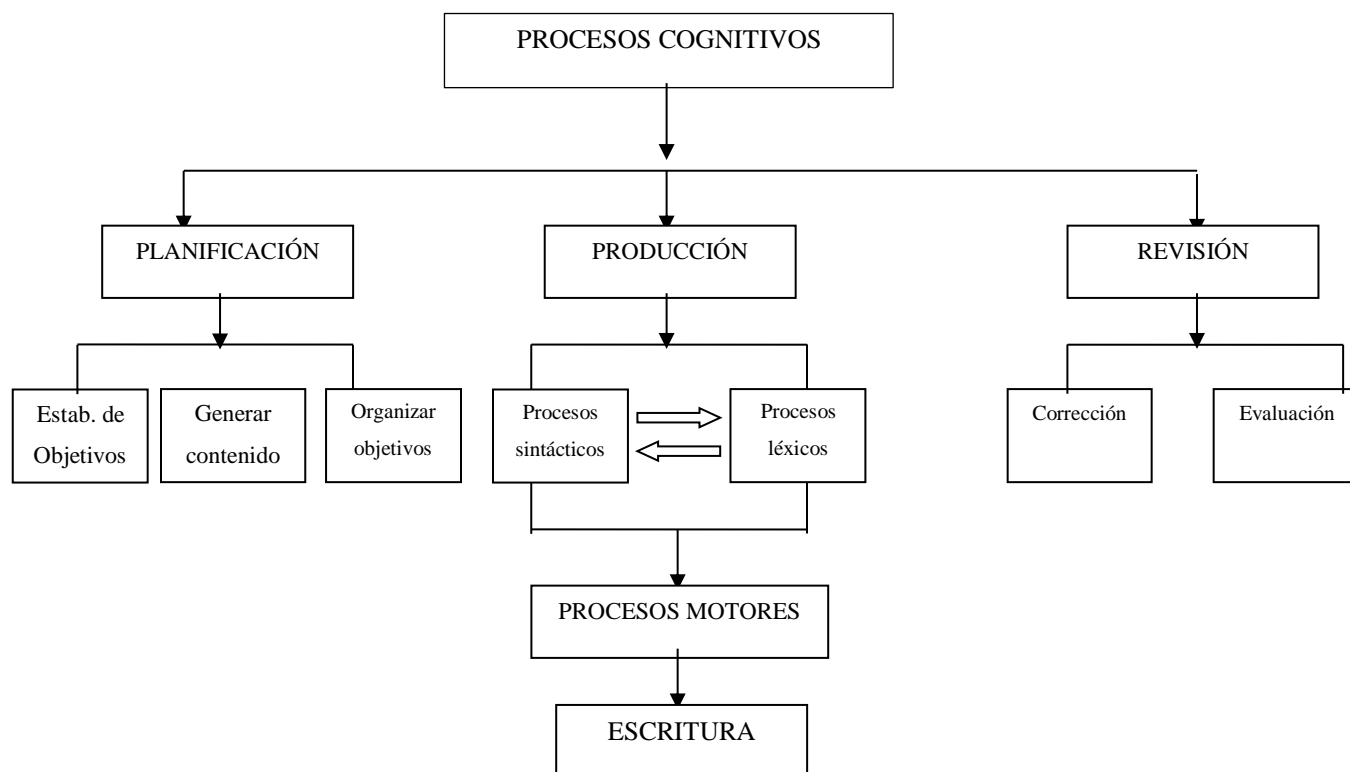 PROCESOS COGNITIVOS
PLANIFICACIÓN
PRODUCCIÓN
REVISIÓN
Estab. de
Objetivos
Generar
contenido
Organizar
objetivos
Procesos
sintácticos
Procesos
léxicos
Corrección
Evaluación
PROCESOS MOTORES
ESCRITURA